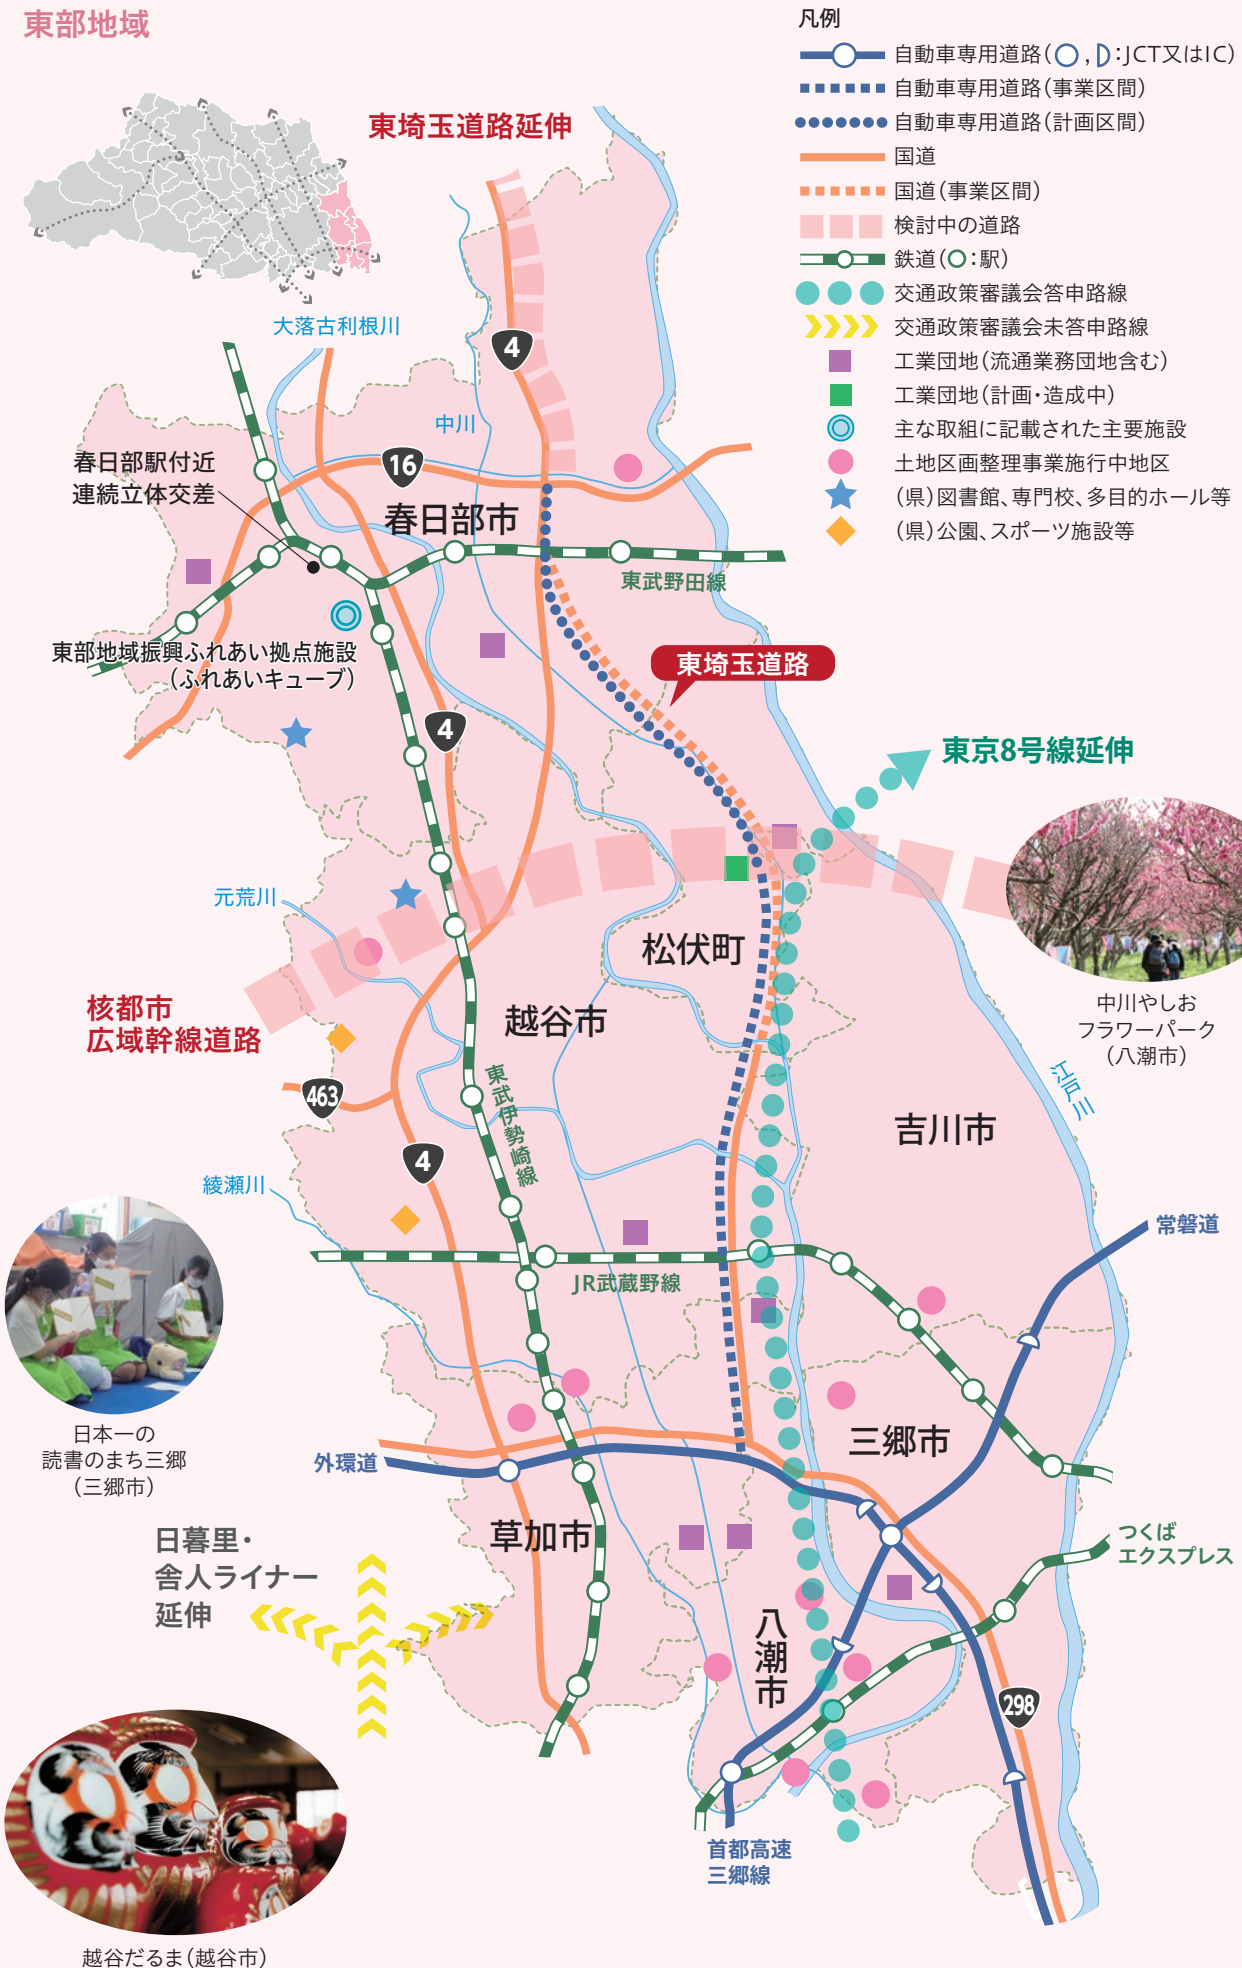 東部地域
凡例
自動車専用道路(○,D:JCT又はIC)
自動車専用道路(事業区間)
自動車専用道路(計画区間)
国道
国道(事業区間)
検討中の道路
鉄道(○:駅)
交通政策審議会答申路線
交通政策審議会未答申路線
工業団地(流通業務団地含む)
工業団地(計画・造成中)
主な取組に記載された主要施設
土地区画整理事業施行中地区
(県)図書館、専門校、多目的ホール等
(県)公園、スポーツ施設等
東埼玉道路延伸
大落古利根川
4
中川
16
春日部駅付近
連続立体交差
春日部市
東武野田線
東部地域振興ふれあい拠点施設
(ふれあいキューブ)
東埼玉道路
4
東京8号線延伸
元荒川
松伏町
核都市
広域幹線道路
越谷市
中川やしお
フラワーパーク
(八潮市)
江戸川
463
東武伊勢崎線
吉川市
4
綾瀬川
常磐道
JR武蔵野線
日本一の
読書のまち三郷
(三郷市)
三郷市
外環道
草加市
つくば
エクスプレス
日暮里・
舎人ライナー
延伸
八潮市
298
首都高速
三郷線
越谷だるま(越谷市)